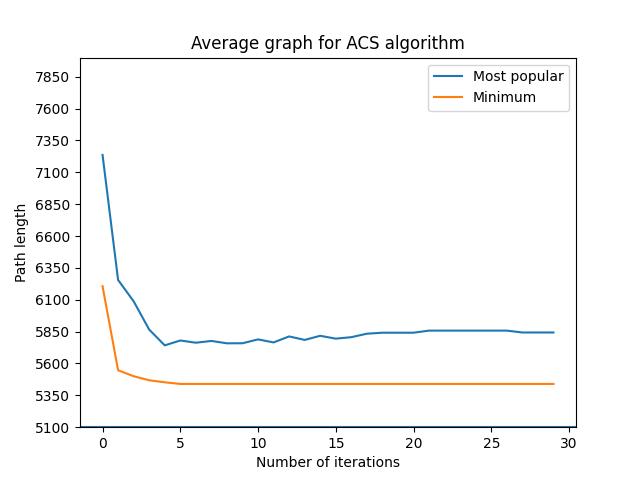 Average graph for ACS algorithm
Most popular
Minimum
Path length
7850
7600
7350
7100
6850
6600
6350
6100
5850
5600
5350
5100
0 5 10 15 20 25 30
Number of iterations